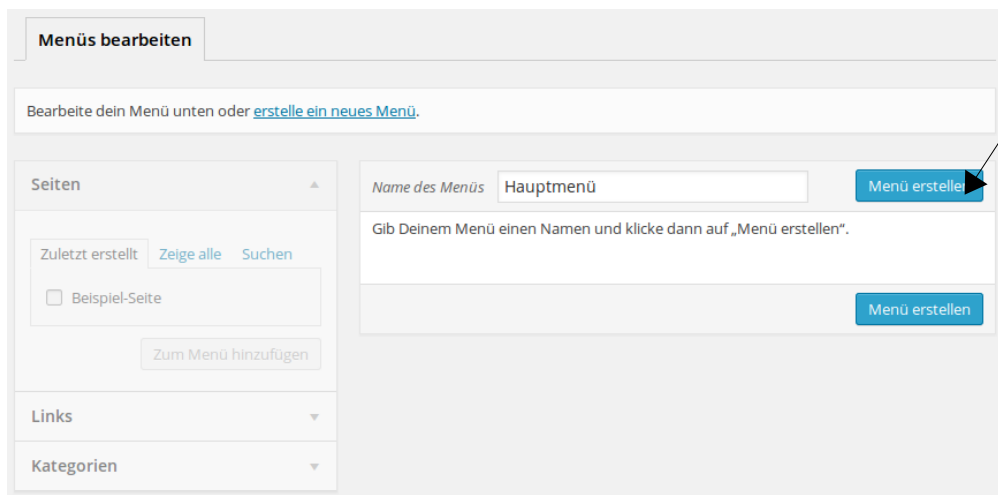 Menüs bearbeiten
Bearbeite dein Menü unten oder erstelle ein neues Menü.
Seiten
Zuletzt erstellt Zeige alle Suchen
Beispiel-Seite
Zum Menü hinzufügen
Links
Kategorien
Name des Menüs Hauptmenü Menü erstellen
Gib Deinem Menü einen Namen und klicke dann auf „Menü erstellen“.
Menü erstellen